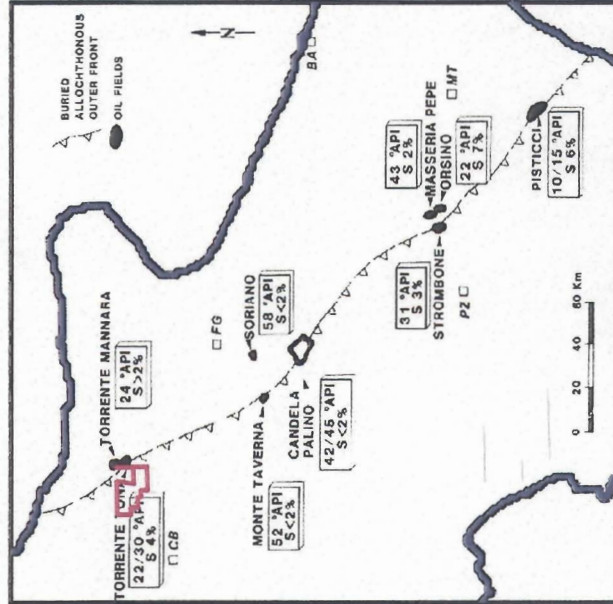 BURIED
ALLOCHTHONOUS
OUTER FRONT
OIL FIELDS
N
TORRENTE MANNARA
24 °API
S >2%
TORRENTE
22/30 °API
S 4%
CB
FG
BA
SORIANO
58 °API
S <2%
MONTE TAVERNA
52 °API
S <2%
CANDELA
PALINO
42/45 °API
S <2%
43 °API
S 2%
MASSERIA PEPE
ORSINO
22 °API
S 7%
MT
31 °API
S 3%
STROMBONE
PZ
PISTICCI
10/15 °API
S 6%
0 20 40 60 Km